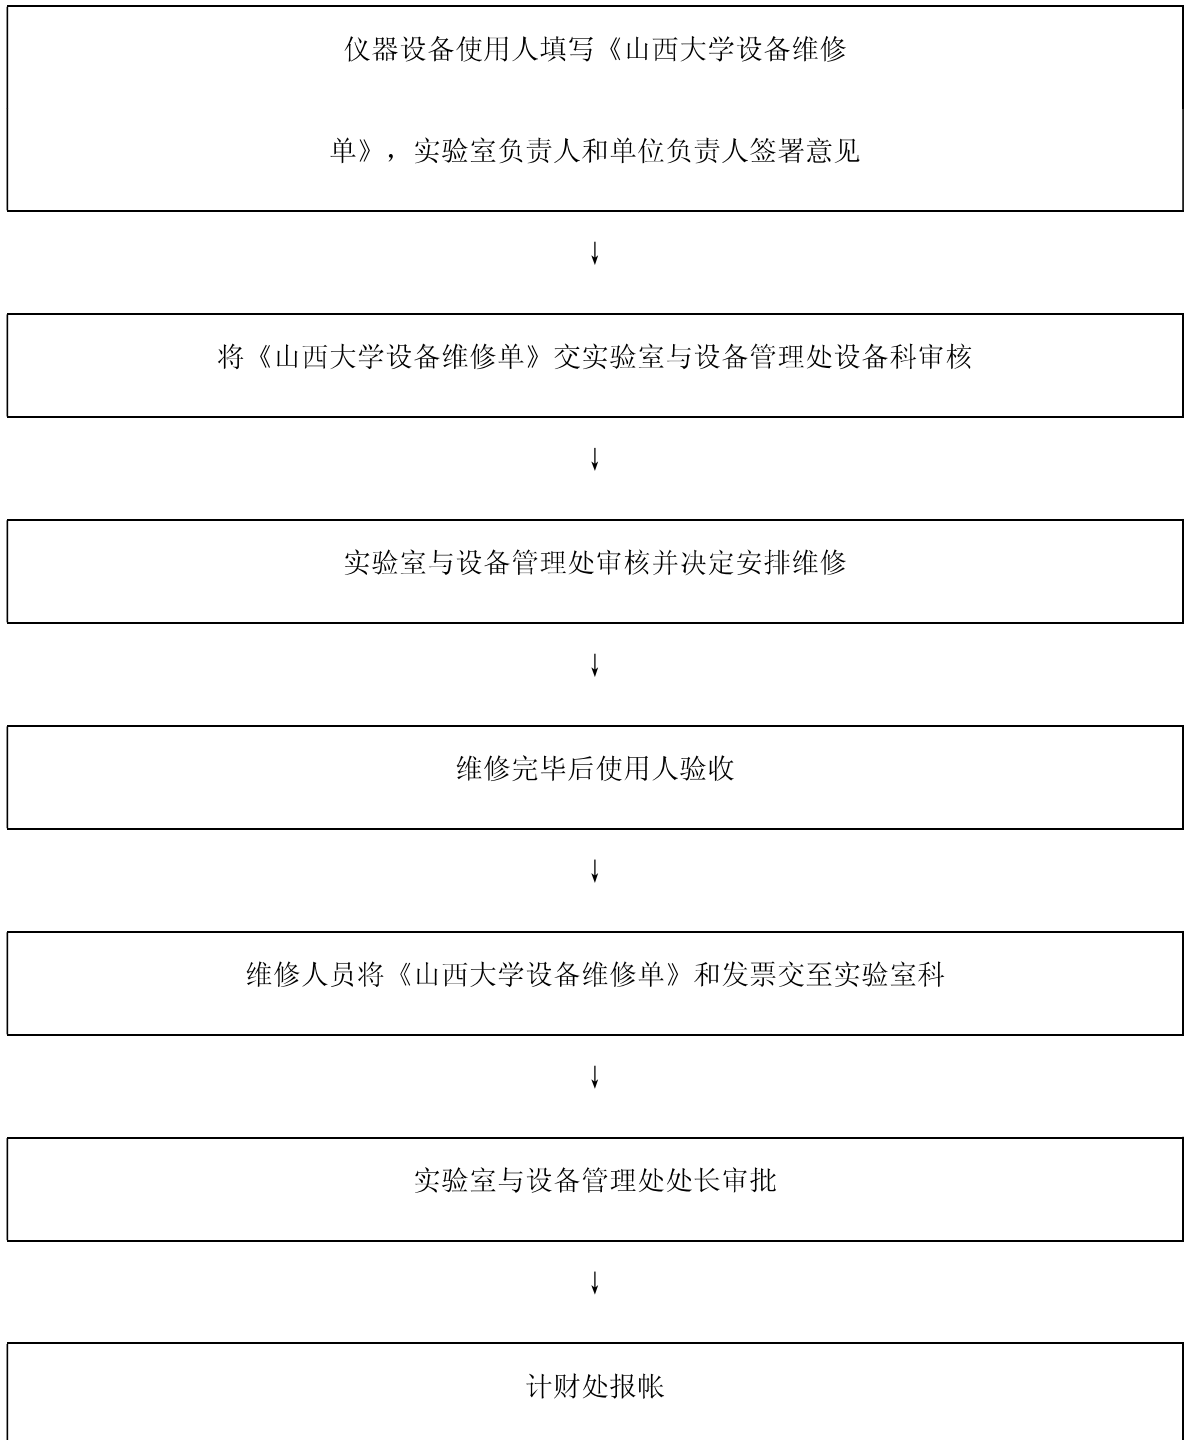 仪器设备使用人填写《山西大学设备维修
单》，实验室负责人和单位负责人签署意见
↓
将《山西大学设备维修单》交实验室与设备管理处设备科审核
↓
实验室与设备管理处审核并决定安排维修
↓
维修完毕后使用人验收
↓
维修人员将《山西大学设备维修单》和发票交至实验室科
↓
实验室与设备管理处处长审批
↓
计财处报帐